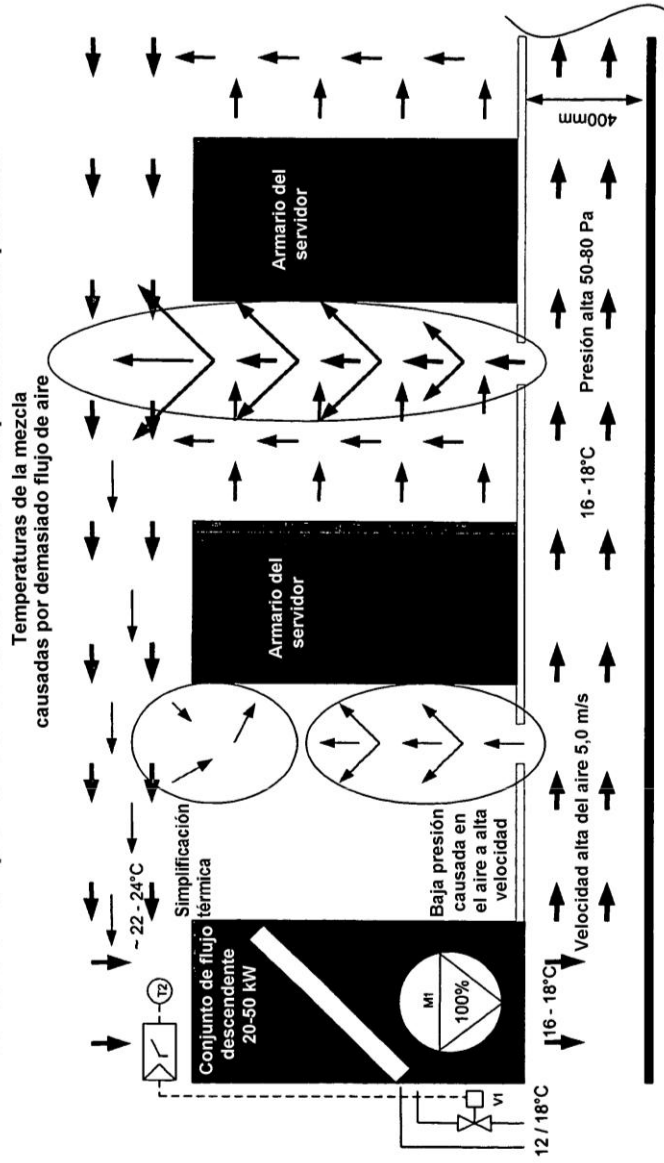 Temperaturas de la mezcla
causadas por demasiado flujo de aire
~ 22 - 24°C
T2
Simplificación
térmica
Conjunto de flujo
descendente
20-50 kW
M1
100%
V1
12 / 18°C
Baja presión
causada en
el aire a alta
velocidad
Armario del
servidor
Armario del
servidor
16 - 18°C
Velocidad alta del aire 5,0 m/s
16 - 18°C
Presión alta 50-80 Pa
400mm